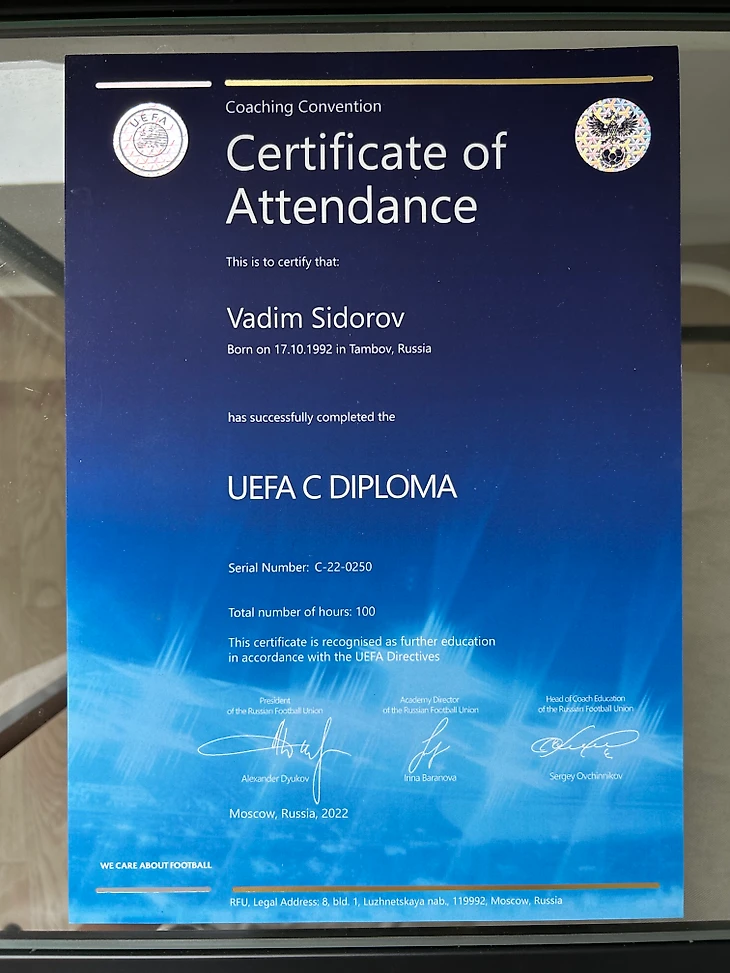 UEFA
Coaching Convention
Certificate of
Attendance
This is to certify that:
Vadim Sidorov
Born on 17.10.1992 in Tambov, Russia
has successfully completed the
UEFA C DIPLOMA
Serial Number: C-22-0250
Total number of hours: 100
This certificate is recognised as further education
in accordance with the UEFA Directives
President
of the Russian Football Union
Alexander Dyukov
Academy Director
of the Russian Football Union
Irina Baranova
Head of Coach Education
of the Russian Football Union
Sergey Ovchinnikov
Moscow, Russia, 2022
WE CARE ABOUT FOOTBALL
RFU, Legal Address: 8, bld. 1, Luzhnetskaya nab., 119992, Moscow, Russia